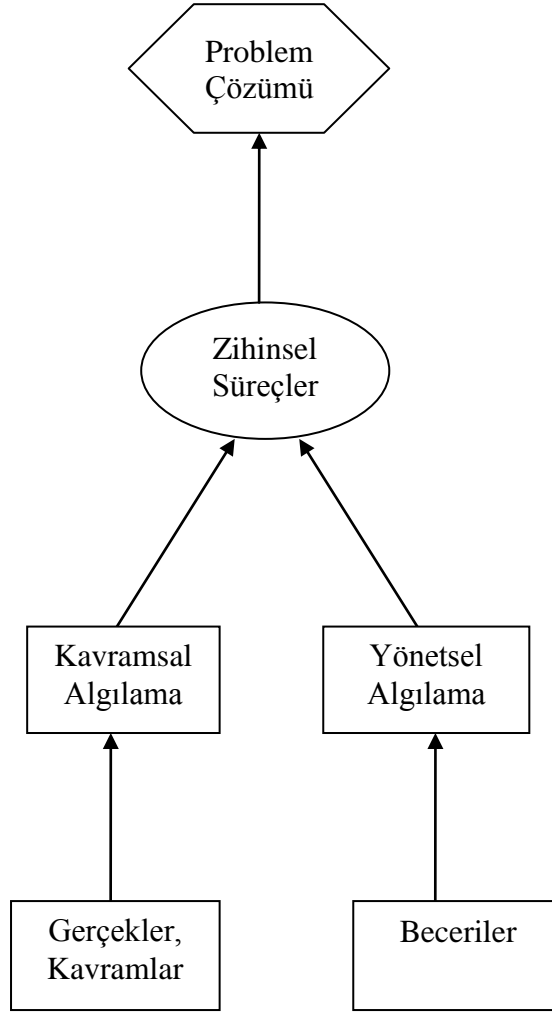 Problem
Çözümü
Zihinsel
Süreçler
Kavramsal
Algılama
Yönetsel
Algılama
Gerçekler,
Kavramlar
Beceriler